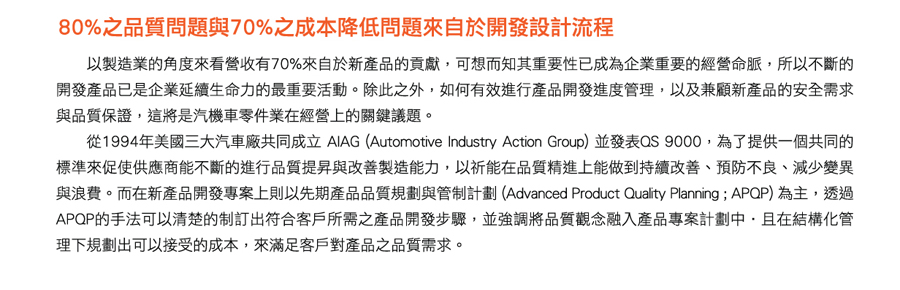 80%之品質問題與70%之成本降低問題來自於開發設計流程
以製造業的角度來看營收有70%來自於新產品的貢獻，可想而知其重要性已成為企業重要的經營命脈，所以不斷的
開發產品已是企業延續生命力的最重要活動。除此之外，如何有效進行產品開發進度管理，以及兼顧新產品的安全需求
與品質保證，這將是汽機車零件業在經營上的關鍵議題。
從1994年美國三大汽車廠共同成立 AIAG (Automotive Industry Action Group) 並發表QS 9000，為了提供一個共同的
標準來促使供應商能不斷的進行品質提昇與改善製造能力，以祈能在品質精進上能做到持續改善、預防不良、減少變異
與浪費。而在新產品開發專案上則以先期產品品質規劃與管制計劃 (Advanced Product Quality Planning ; APQP) 為主，透過
APQP的手法可以清楚的制訂出符合客戶所需之產品開發步驟，並強調將品質觀念融入產品專案計劃中．且在結構化管
理下規劃出可以接受的成本，來滿足客戶對產品之品質需求。